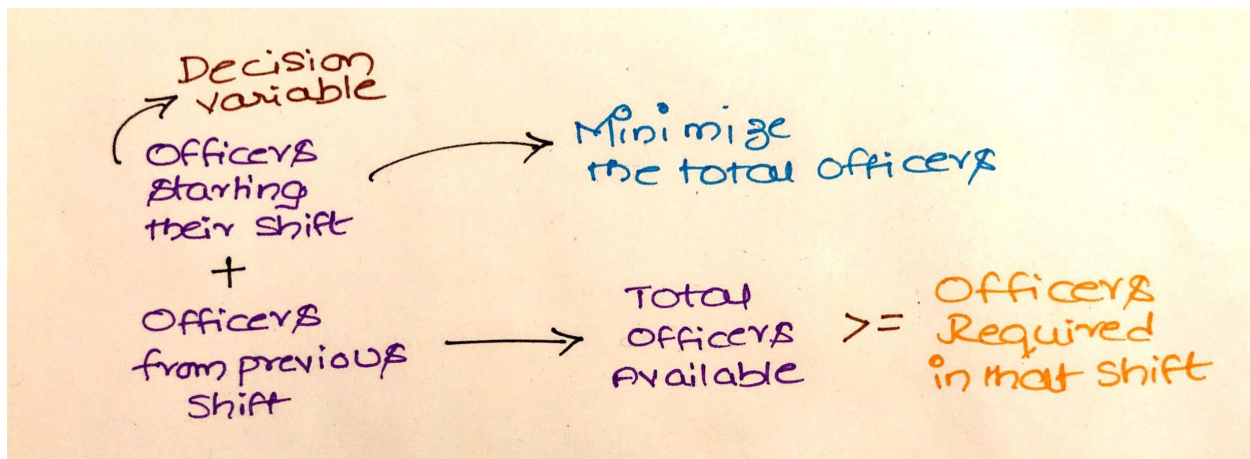 Decision
variable
Officers
starting
their shift
+
Officers
from previous
shift
Minimize
the total officers
Total
officers
Available
>=
Officers
Required
in that shift